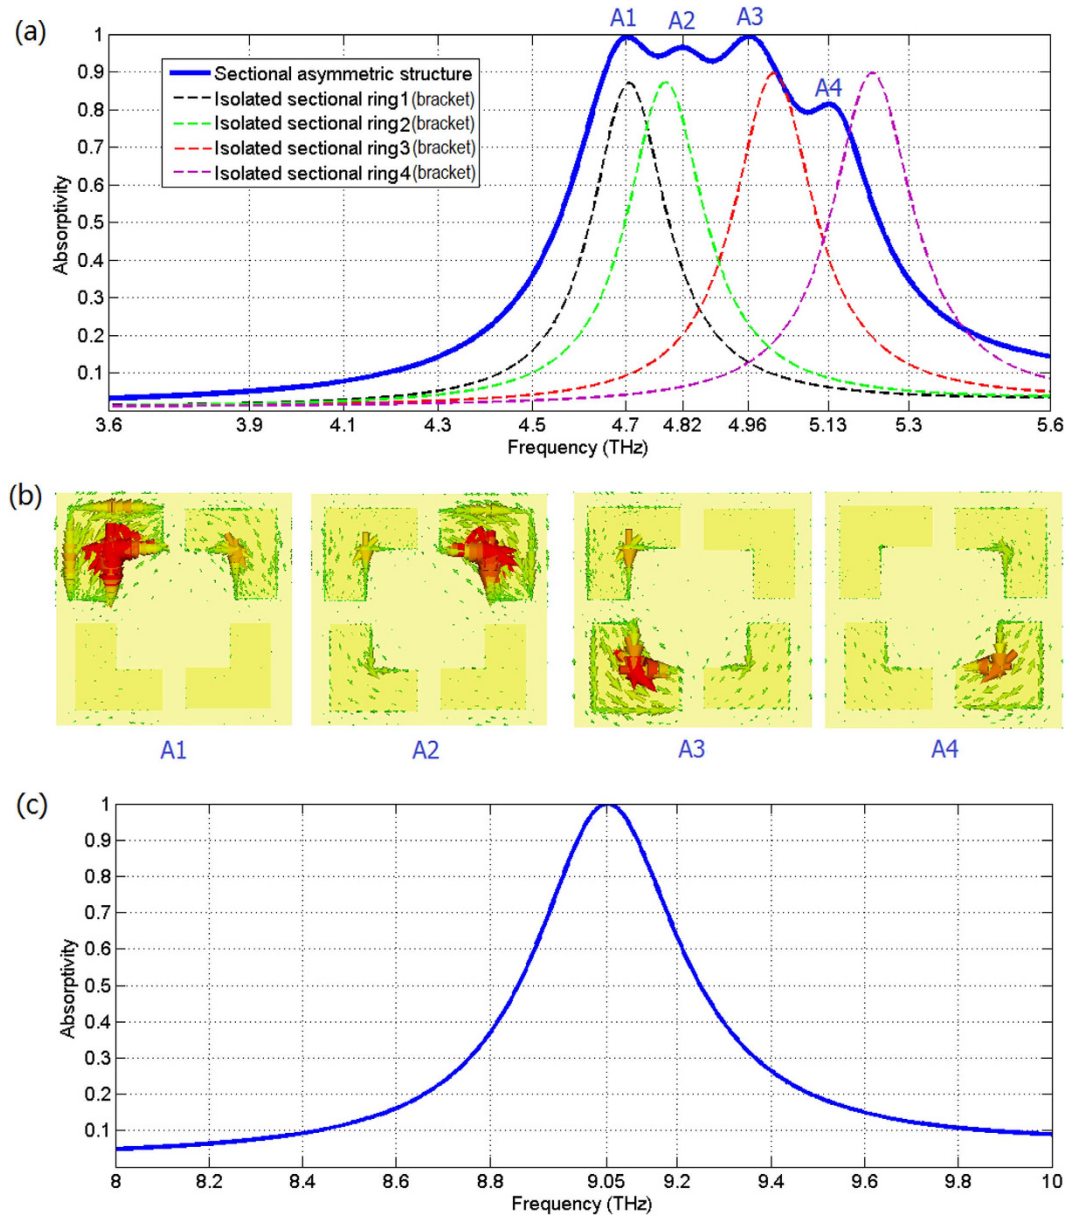 (a)
A1 A2 A3
A4
1
0.9
0.8
0.7
0.6
0.5
0.4
0.3
0.2
0.1
Absorptivity
Sectional asymmetric structure
Isolated sectional ring1 (bracket)
Isolated sectional ring2 (bracket)
Isolated sectional ring3 (bracket)
Isolated sectional ring4 (bracket)
3.6 3.9 4.1 4.3 4.5 4.7 4.82 4.96 5.13 5.3 5.6
Frequency (THz)
(b)
A1 A2 A3 A4
(c)
1
0.9
0.8
0.7
0.6
0.5
0.4
0.3
0.2
0.1
Absorptivity
8 8.2 8.4 8.6 8.8 9.05 9.2 9.4 9.6 9.8 10
Frequency (THz)